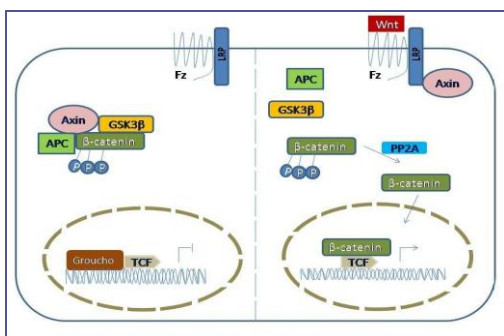 Fz
LRP
Axin
GSK3β
APC
β-catenin
P P P
Groucho
TCF
Wnt
LRP
Fz
Axin
APC
GSK3β
β-catenin
P P P
PP2A
β-catenin
β-catenin
TCF